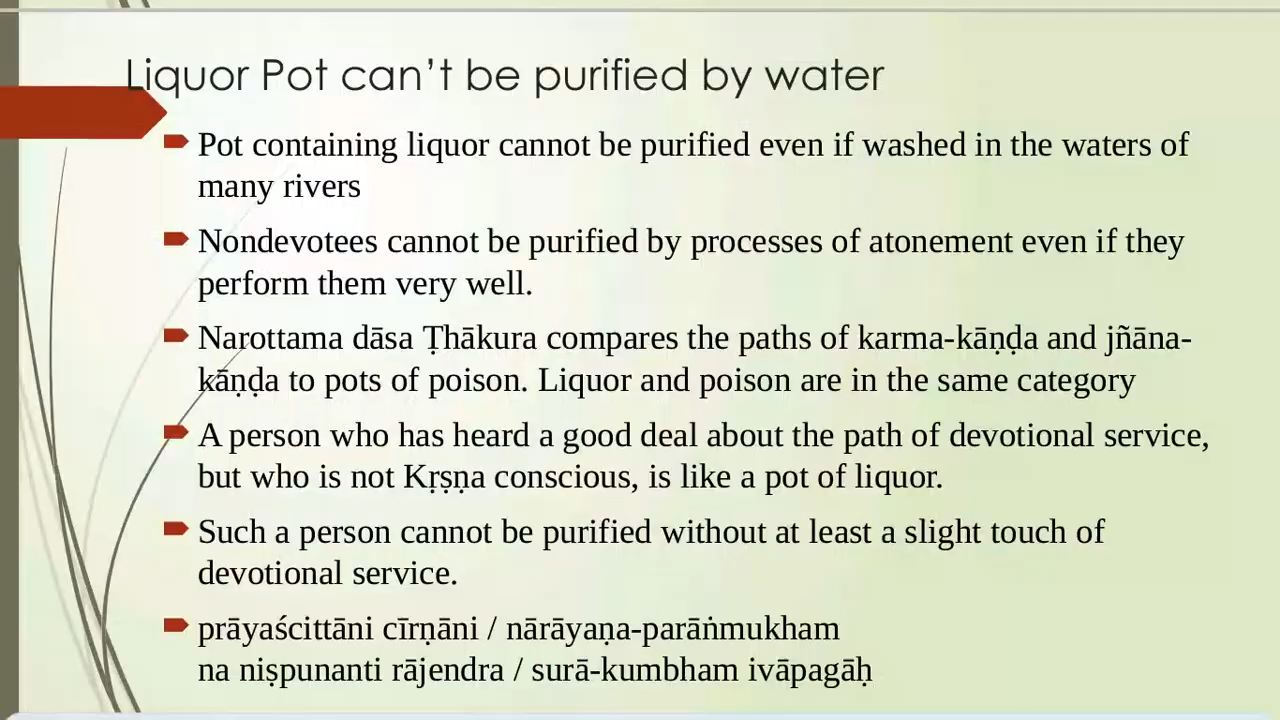 Liquor Pot can’t be purified by water
Pot containing liquor cannot be purified even if washed in the waters of
many rivers
Nondevotees cannot be purified by processes of atonement even if they
perform them very well.
Narottama dāsa Ṭhākura compares the paths of karma-kāṇḍa and jñāna-
kāṇḍa to pots of poison. Liquor and poison are in the same category
A person who has heard a good deal about the path of devotional service,
but who is not Kṛṣṇa conscious, is like a pot of liquor.
Such a person cannot be purified without at least a slight touch of
devotional service.
prāyaścittāni cīrṇāni / nārāyaṇa-parāṅmukham
na niṣpunanti rājendra / surā-kumbham ivāpagāḥ